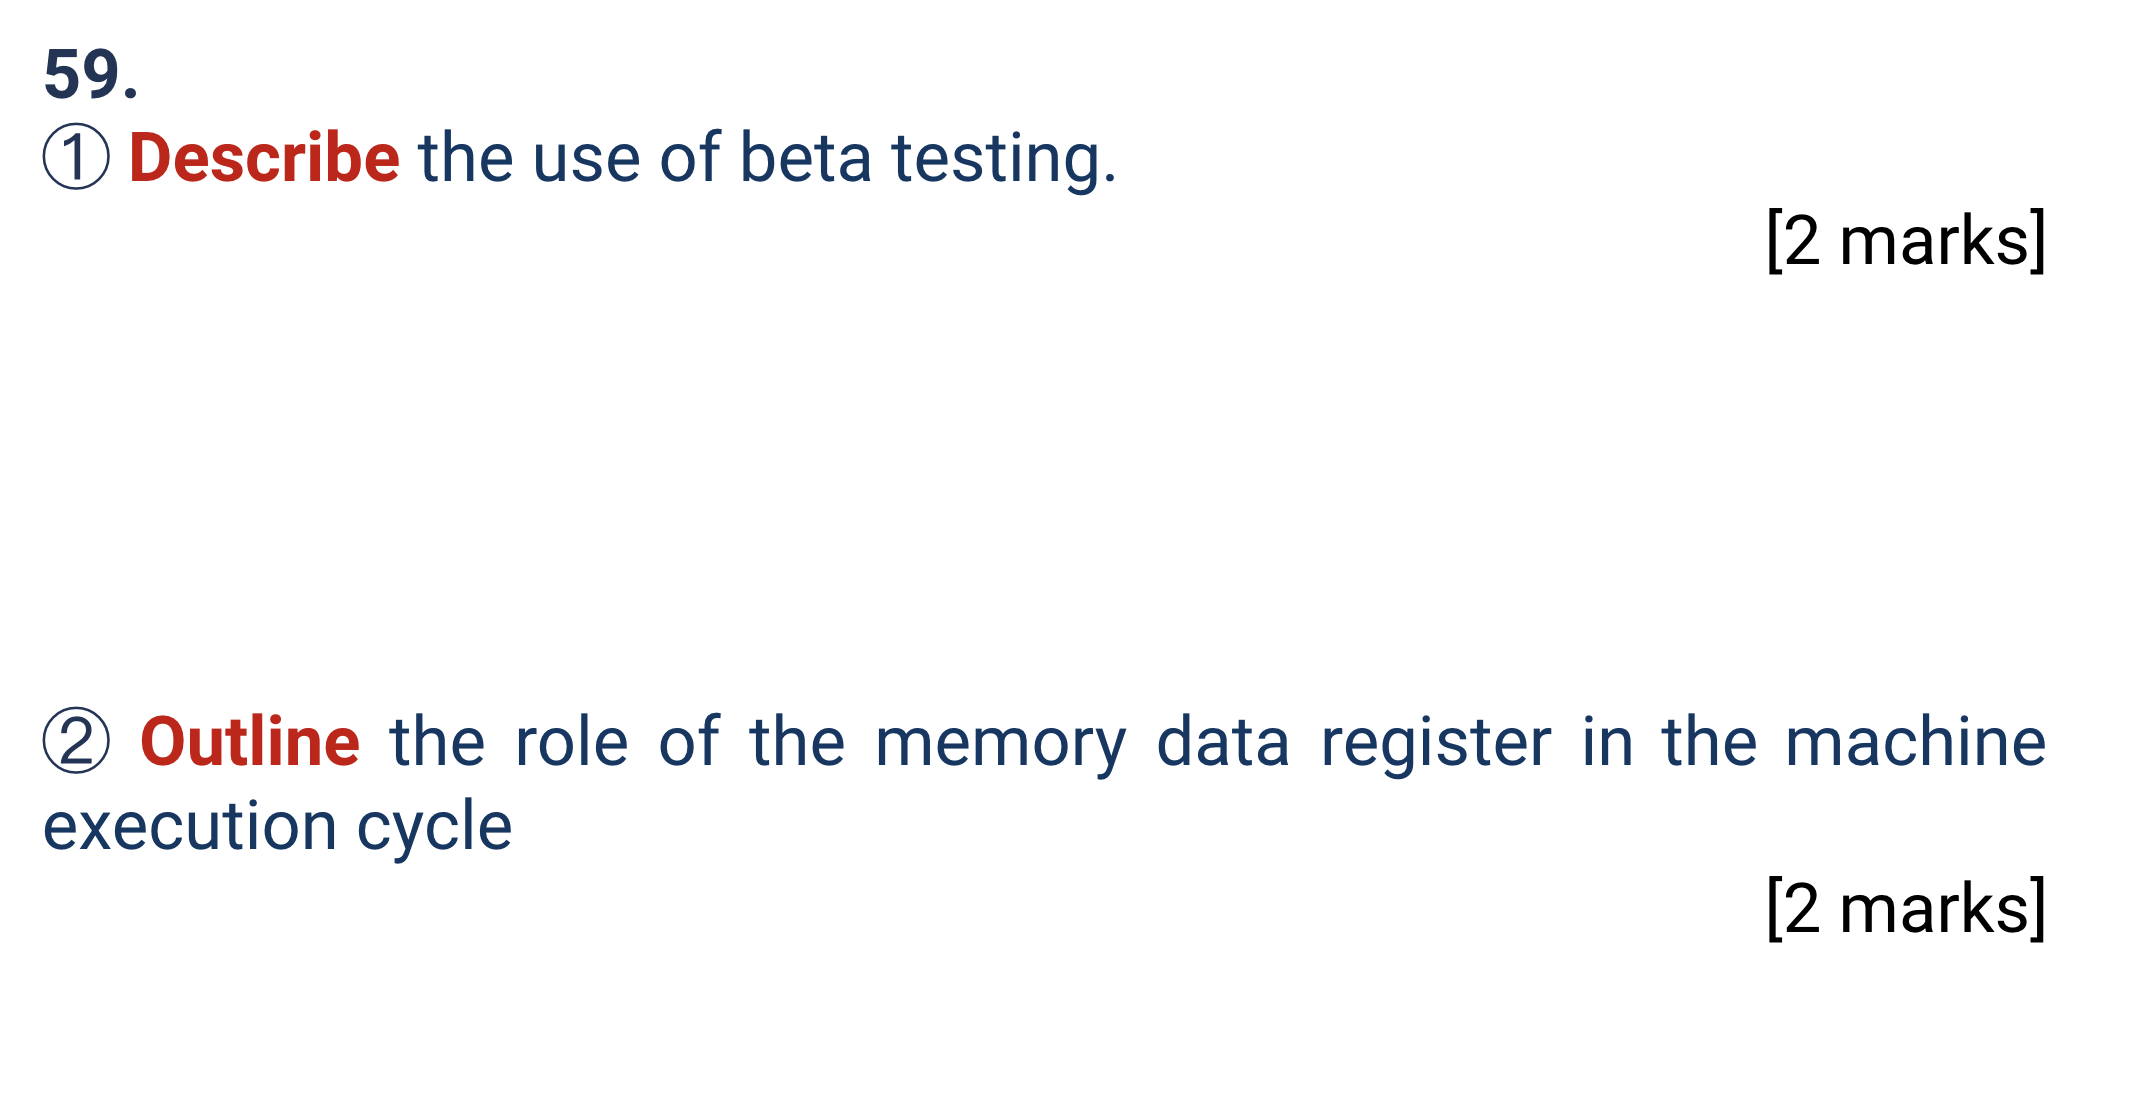 59.
① Describe the use of beta testing.
[2 marks]
② Outline the role of the memory data register in the machine
execution cycle
[2 marks]